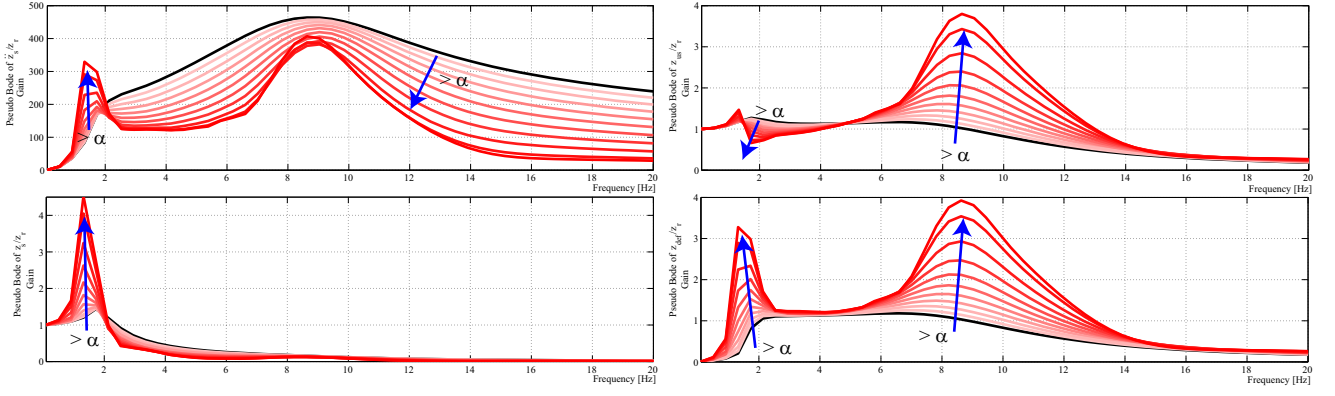 Pseudo Bode of z̈s/zr
Gain
500
400
300
200
100
0
> α
> α
2 4 6 8 10 12 14 16 18 20
Frequency [Hz]
Pseudo Bode of zus/zr
Gain
4
3
2
1
0
> α
> α
2 4 6 8 10 12 14 16 18 20
Frequency [Hz]
Pseudo Bode of zs/zr
Gain
4
3
2
1
0
> α
2 4 6 8 10 12 14 16 18 20
Frequency [Hz]
Pseudo Bode of zdef/zr
Gain
4
3
2
1
0
> α
> α
2 4 6 8 10 12 14 16 18 20
Frequency [Hz]